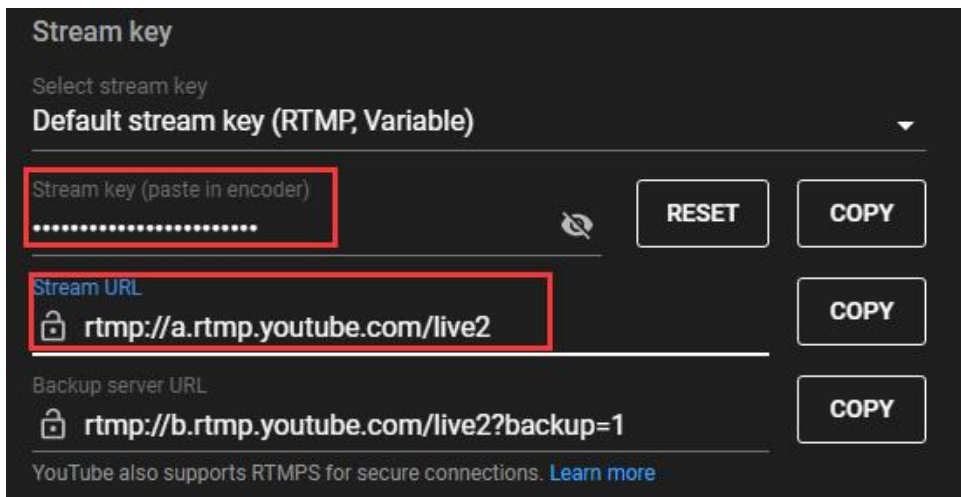 Stream key
Select stream key
Default stream key (RTMP, Variable)
Stream key (paste in encoder)
••••••••••••••••••••••••
RESET
COPY
Stream URL
rtmp://a.rtmp.youtube.com/live2
COPY
Backup server URL
rtmp://b.rtmp.youtube.com/live2?backup=1
COPY
YouTube also supports RTMPS for secure connections. Learn more